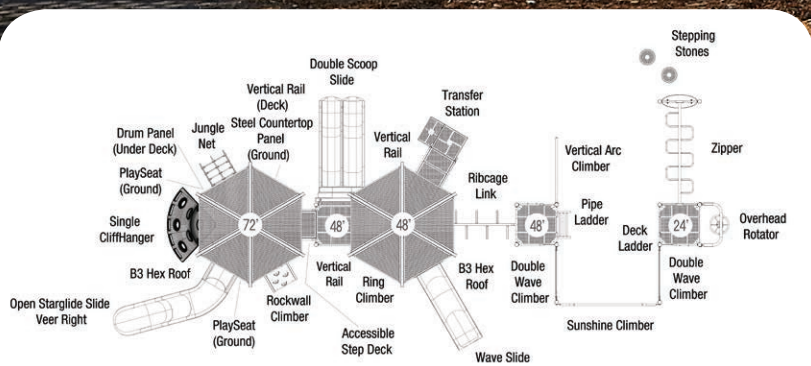 Stepping
Stones
Double Scoop
Slide
Vertical Rail
(Deck)
Steel Countertop
Panel
(Ground)
Transfer
Station
Drum Panel
(Under Deck)
Jungle
Net
Vertical
Rail
Vertical Arc
Climber
Zipper
PlaySeat
(Ground)
Ribcage
Link
Pipe
Ladder
Single
CliffHanger
72'
48'
48'
48'
Deck
Ladder
24'
Overhead
Rotator
B3 Hex Roof
Vertical
Rail
Ring
Climber
B3 Hex
Roof
Double
Wave
Climber
Double
Wave
Climber
Open Starglide Slide
Veer Right
Rockwall
Climber
PlaySeat
(Ground)
Accessible
Step Deck
Sunshine Climber
Wave Slide